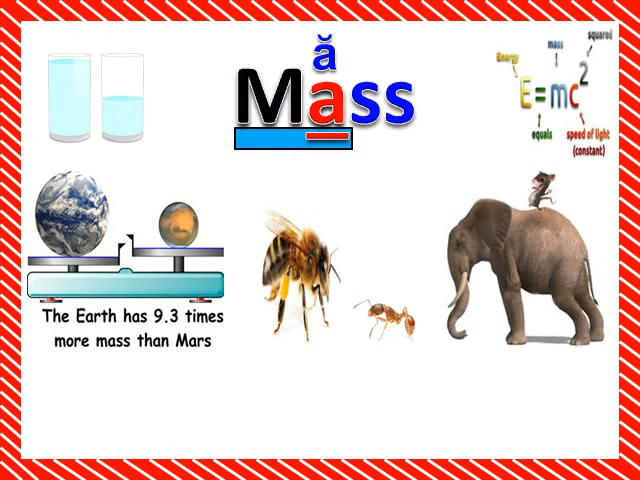 ă
Mass
squared
mass
Energy
E=mc²
equals
speed of light
(constant)
The Earth has 9.3 times
more mass than Mars